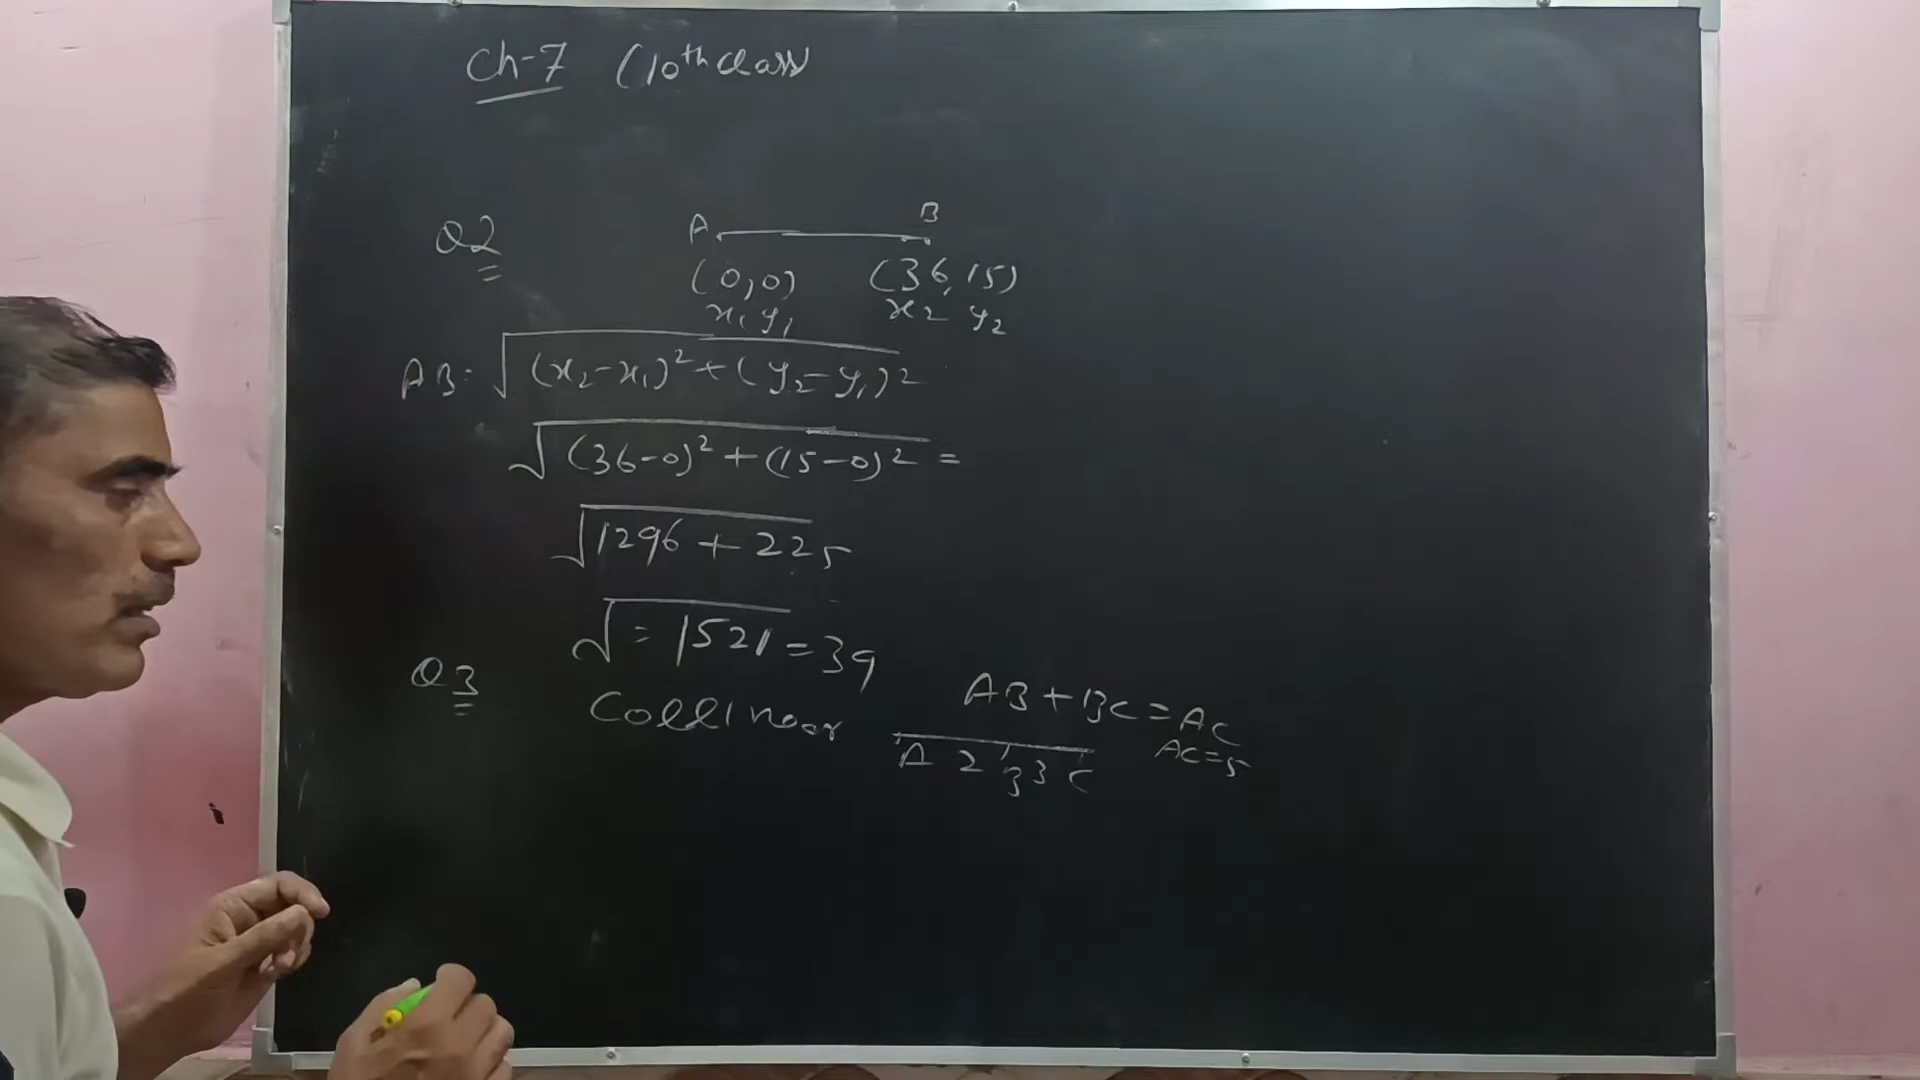 Ch-7 (10th class
Q2
A B
(0,0) (36,15)
x1 y1 x2 y2
AB = √(x2-x1)² + (y2-y1)²
√(36-0)² + (15-0)² =
√1296 + 225
√= 1521 = 39
Q3 Collinear AB + BC = AC
A 2 B 3 C AC = 5